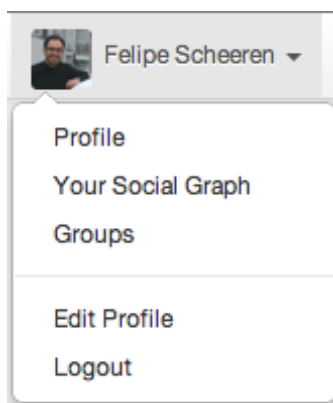 Felipe Scheeren
Profile
Your Social Graph
Groups
Edit Profile
Logout